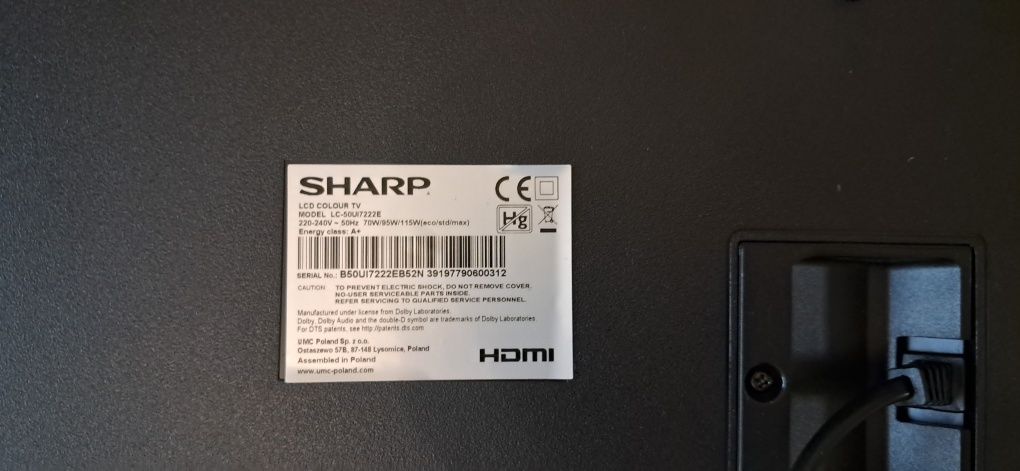 SHARP
LCD COLOUR TV
MODEL LC-50UI7222E
220-240V ~ 50Hz 70W/95W/115W(eco/std/max)
Energy class: A+
CE
Hg
SERIAL No.: B50UI7222EB52N 39197790600312
CAUTION TO PREVENT ELECTRIC SHOCK, DO NOT REMOVE COVER.
NO-USER SERVICEABLE PARTS INSIDE.
REFER SERVICING TO QUALIFIED SERVICE PERSONNEL.
Manufactured under license from Dolby Laboratories.
Dolby, Dolby Audio and the double-D symbol are trademarks of Dolby Laboratories.
For DTS patents, see http://patents.dts.com
UMC Poland Sp. z o.o.
Ostaszewo 57B, 87-148 Lysomice, Poland
Assembled in Poland
www.umc-poland.com
HDMI